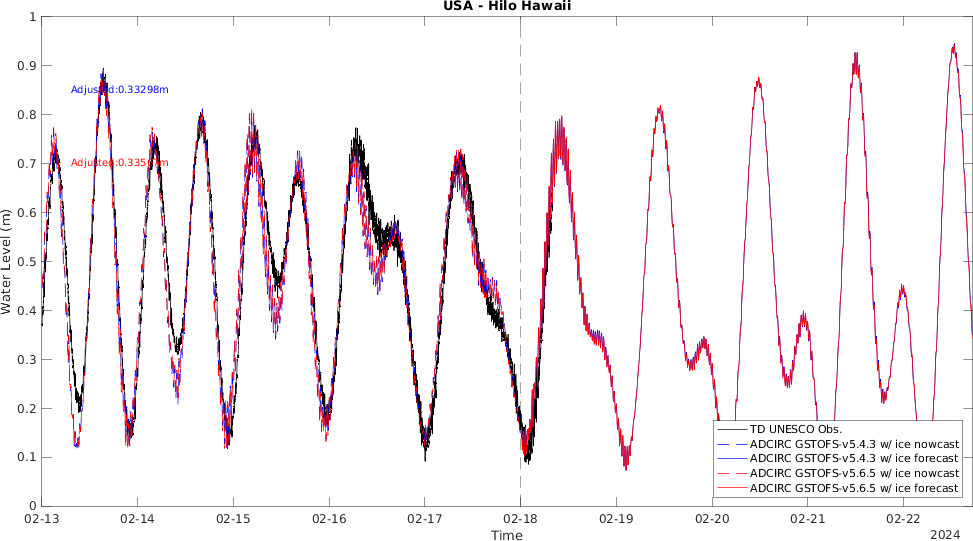 USA - Hilo Hawaii
1
0.9
0.8
0.7
0.6
0.5
0.4
0.3
0.2
0.1
0
Water Level (m)
Adjusted:0.33298m
TD UNESCO Obs.
ADCIRC GSTOFS-v5.4.3 w/ ice nowcast
ADCIRC GSTOFS-v5.4.3 w/ ice forecast
ADCIRC GSTOFS-v5.6.5 w/ ice nowcast
ADCIRC GSTOFS-v5.6.5 w/ ice forecast
02-13 02-14 02-15 02-16 02-17 02-18 02-19 02-20 02-21 02-22
Time
2024